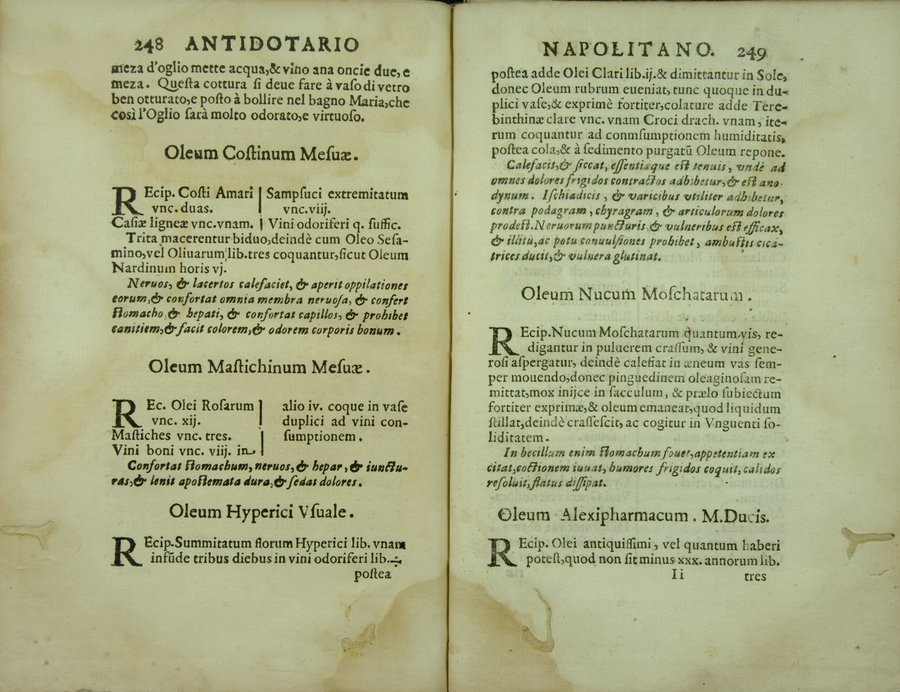 248 ANTIDOTARIO
meza d'oglio mette acqua,& vino ana oncie due, e
meza. Queſta cottura ſi deue fare à vaſo di vetro
ben otturato,e poſto à bollire nel bagno Maria,che
così l'Oglio ſarà molto odorato,e virtuoſo.
Oleum Coſtinum Meſuæ.
REcip. Coſti Amari
vnc. duas.
Caſiæ ligneæ vnc.vnam.
Sampſuci extremitatum
vnc.viij.
Vini odoriferi q. ſuffic.
Trita macerentur biduo,deindè cum Oleo Seſa-
mino,vel Oliuarum lib.tres coquantur,ſicut Oleum
Nardinum horis vj.
Neruos, & lacertos calefaciet, & aperit oppilationes
eorum,& confortat omnia membra neruoſa, & confert
ſtomacho & hepati, & confortat capillos, & prohibet
canitiem,& facit colorem,& odorem corporis bonum.
Oleum Maſtichinum Meſuæ.
REc. Olei Roſarum
vnc. xij.
Maſtiches vnc. tres.
Vini boni vnc. viij. in
alio iv. coque in vaſe
duplici ad vini con-
ſumptionem.
Confortat ſtomachum, neruos, & hepar, & iunctu-
ras,& lenit apoſtemata dura,& ſedat dolores.
Oleum Hyperici Vſuale.
REcip.Summitatum florum Hyperici lib. vnam
infũde tribus diebus in vini odoriferi lib.
poſtea
NAPOLITANO. 249
poſtea adde Olei Clari lib.ij.& dimittantur in Sole,
donec Oleum rubrum eueniat, tunc quoque in du-
plici vaſe,& exprimè fortiter,colature adde Tere-
binthinæ clare vnc. vnam Croci drach. vnam, ite-
rum coquantur ad conmſumptionem humiditatis,
poſtea cola,& à ſedimento purgatũ Oleum repone.
Calefacit,& ſiccat, eſſentiaque eſt tenuis, vndè ad
omnes dolores frigidos contractos adhibetur,& eſt ano
dynum. Iſchiadicis, & varicibus vtiliter adhibetur,
contra podagram, chyragram, & articulorum dolores
prodeſt.Neruorum puncturis & vulneribus eſt efficax,
& illitu,ac potu conuulſiones prohibet, ambuſtis cica-
trices ducit,& vulnera glutinat.
Oleum Nucum Moſchatarum.
REcip.Nucum Moſchatarum quantum vis, re-
digantur in puluerem craſſum, & vini gene-
roſi aſpergatur, deindè calefiat in æneum vas ſem-
per mouendo,donec pinguedinem oleaginoſam re-
mittat,mox inijce in ſacculum, & prælo ſubiectum
fortiter exprimæ,& oleum emaneat,quod liquidum
ſtillat,deindè craſſeſcit, ac cogitur in Vnguenti ſo-
liditatem.
In becillum enim ſtomachum fouet,appetentiam ex
citat,coctionem iuuat, humores frigidos coquit, calidos
reſoluit,flatus diſſipat.
Oleum Alexipharmacum. M.Ducis.
REcip. Olei antiquiſſimi, vel quantum haberi
poteſt,quod non ſit minus xxx. annorum lib.
Ii tres